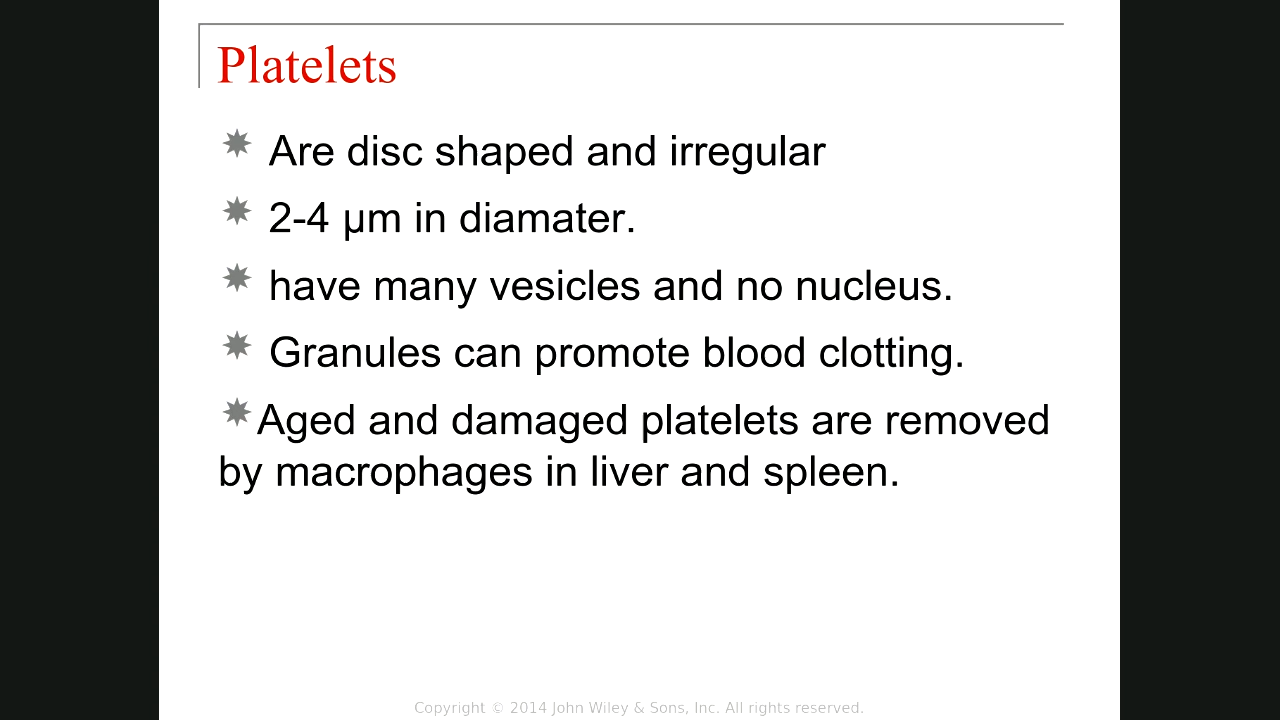 Platelets
Are disc shaped and irregular
2-4 µm in diamater.
have many vesicles and no nucleus.
Granules can promote blood clotting.
Aged and damaged platelets are removed
by macrophages in liver and spleen.
Copyright © 2014 John Wiley & Sons, Inc. All rights reserved.